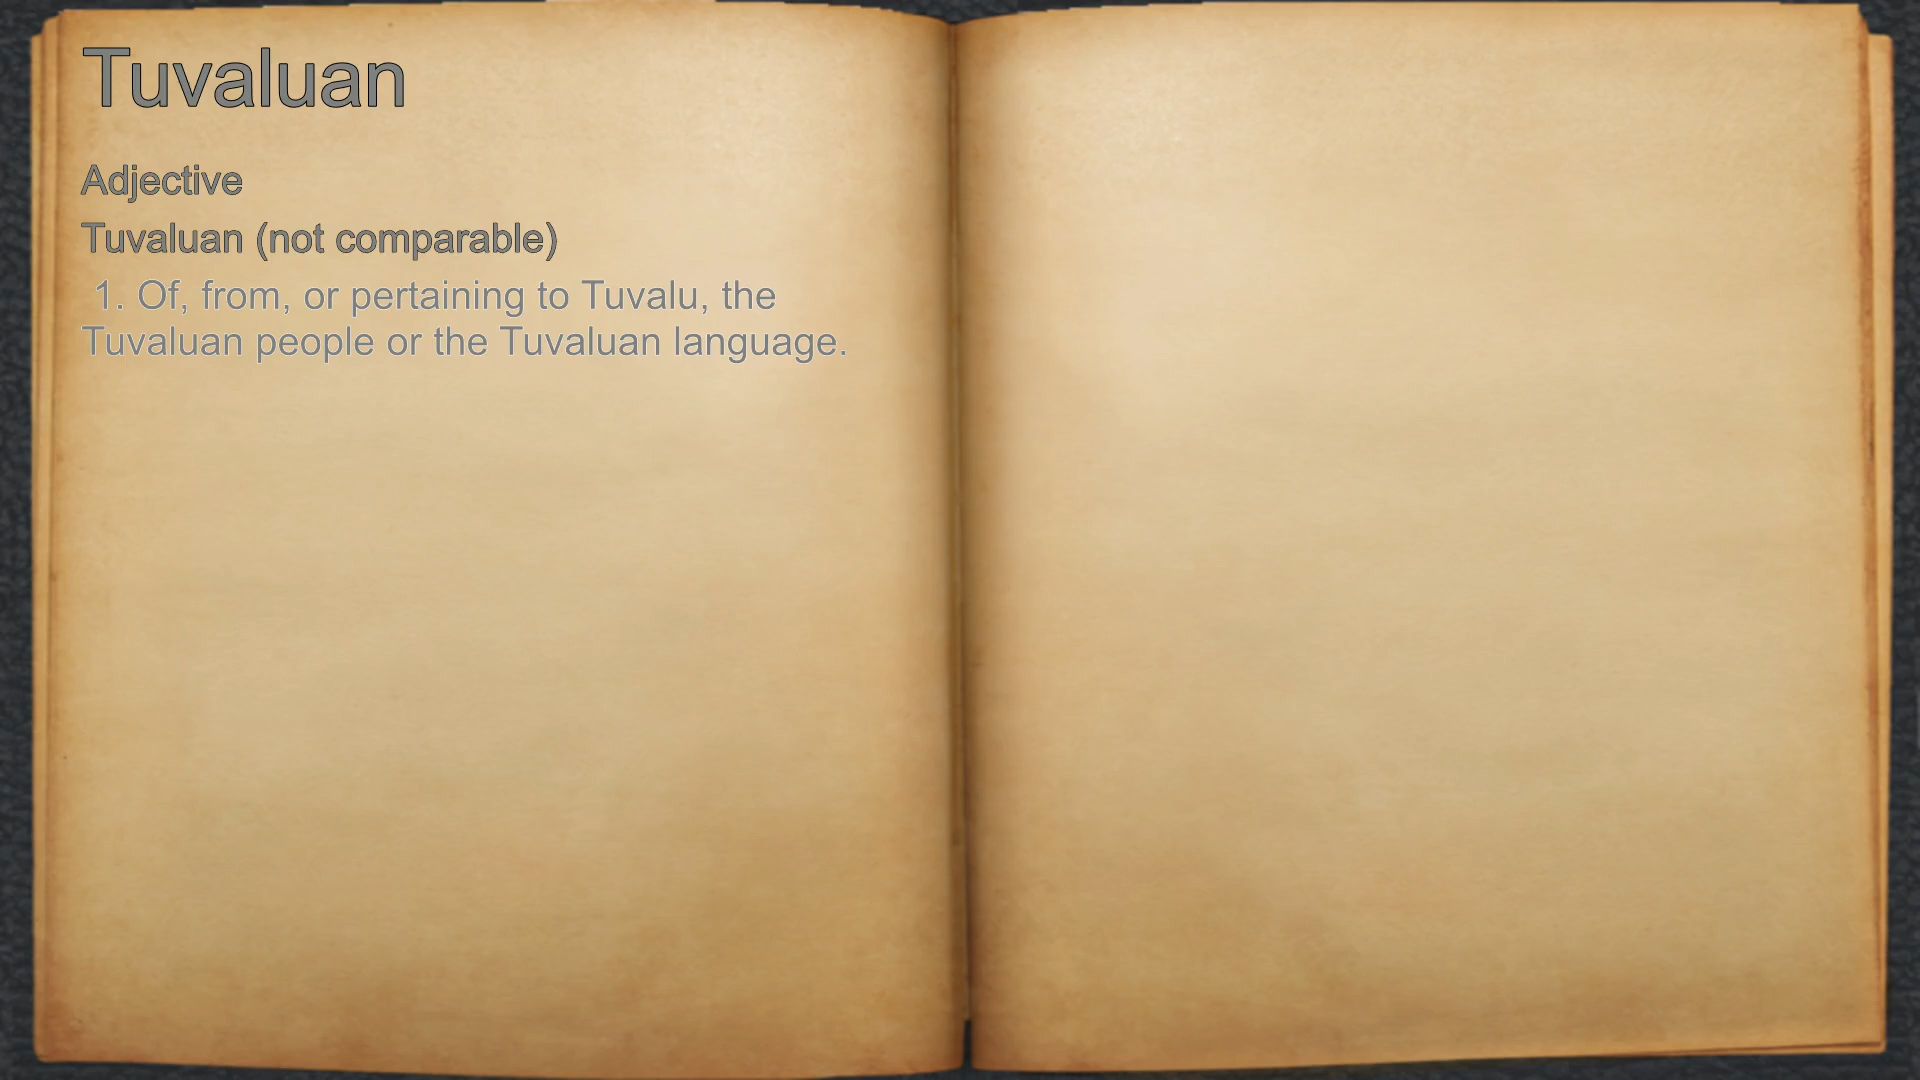 Tuvaluan
Adjective
Tuvaluan (not comparable)
1. Of, from, or pertaining to Tuvalu, the
Tuvaluan people or the Tuvaluan language.